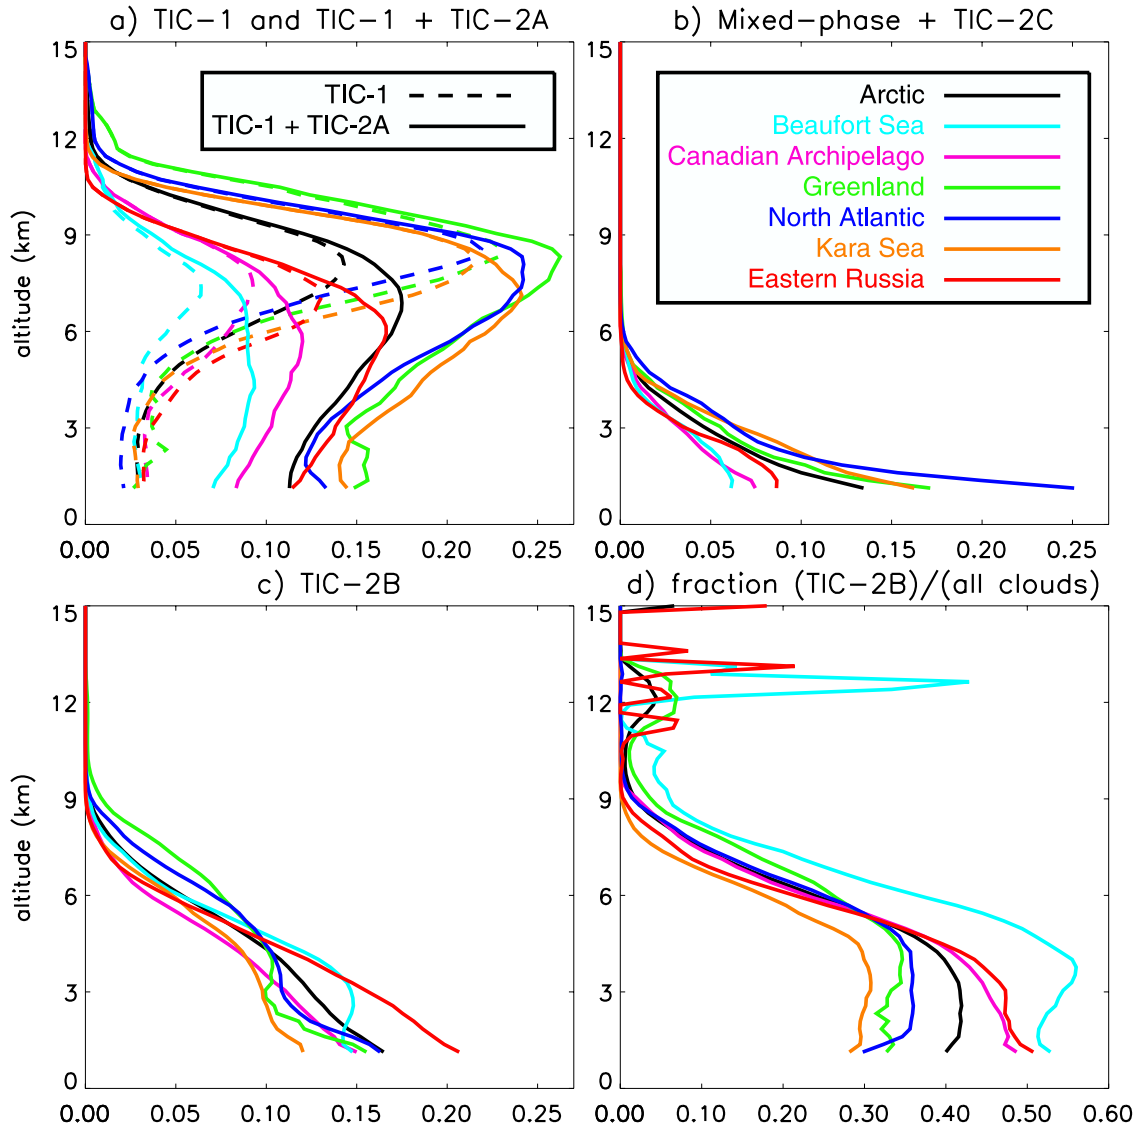 a) TIC-1 and TIC-1 + TIC-2A
b) Mixed-phase + TIC-2C
15
12
9
6
3
0
altitude (km)
TIC-1
TIC-1 + TIC-2A
0.00 0.05 0.10 0.15 0.20 0.25
15
12
9
6
3
0
Arctic
Beaufort Sea
Canadian Archipelago
Greenland
North Atlantic
Kara Sea
Eastern Russia
0.00 0.05 0.10 0.15 0.20 0.25
c) TIC-2B
d) fraction (TIC-2B)/(all clouds)
15
12
9
6
3
0
altitude (km)
0.00 0.05 0.10 0.15 0.20 0.25
15
12
9
6
3
0
0.00 0.10 0.20 0.30 0.40 0.50 0.60